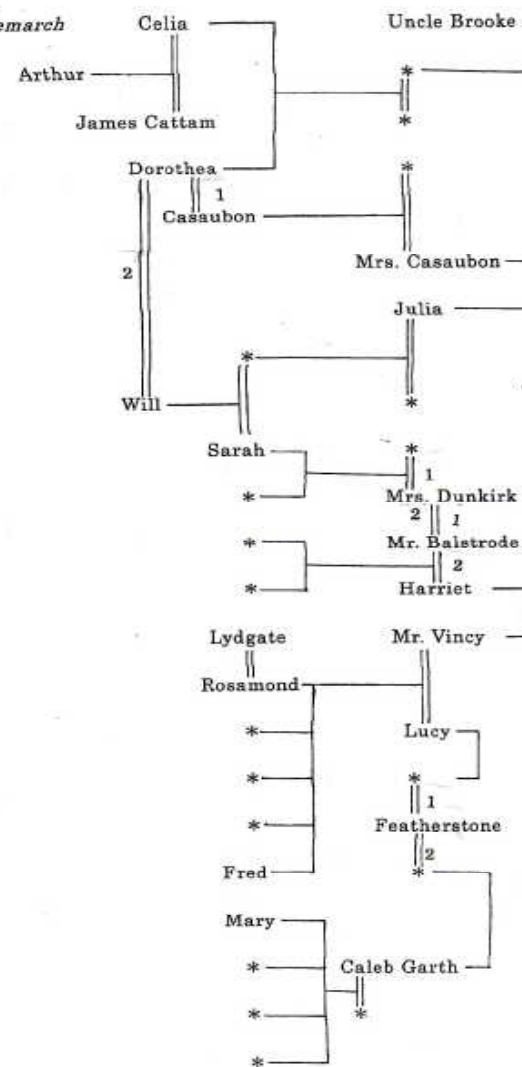 emarch
Celia
Uncle Brooke
Arthur
*
James Cattam
*
Dorothea
*
1
Casaubon
2
Mrs. Casaubon
Julia
*
Will
*
Sarah
*
1
*
Mrs. Dunkirk
2
1
*
Mr. Balstrode
2
*
Harriet
Lydgate
Mr. Vincy
Rosamond
*
Lucy
*
*
1
*
Featherstone
2
Fred
*
Mary
*
Caleb Garth
*
*
*